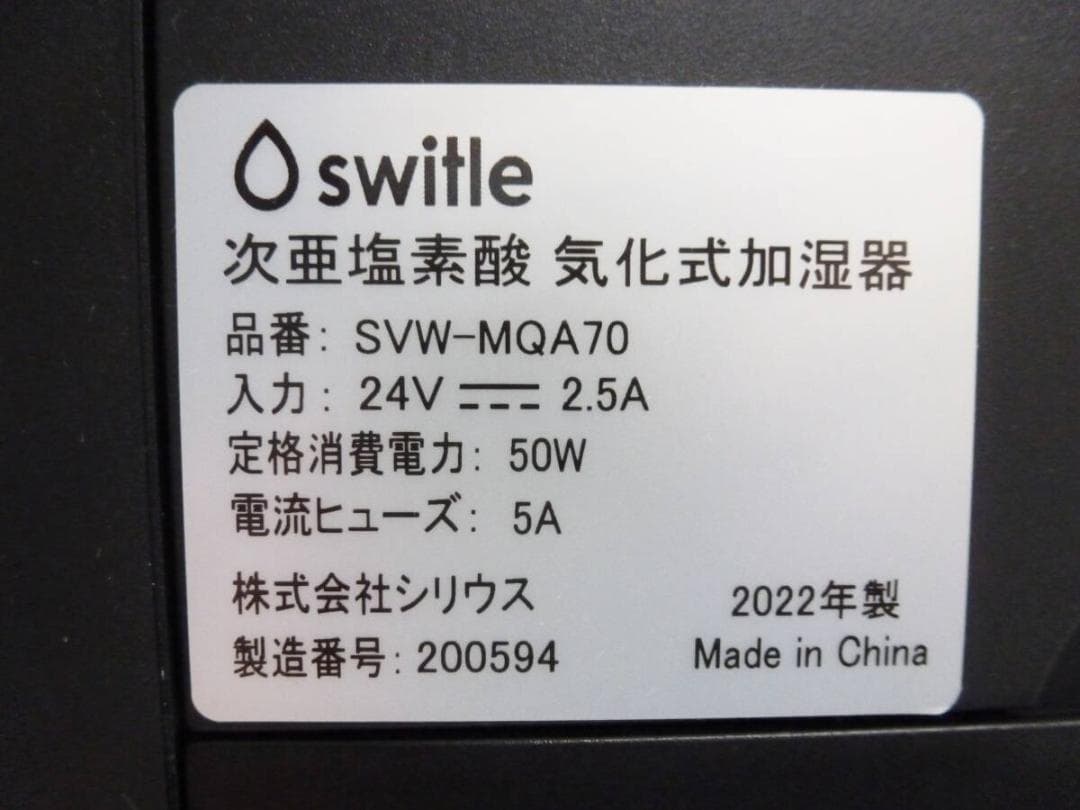 switle
次亜塩素酸 気化式加湿器
品番: SVW-MQA70
入力: 24V ⎓ 2.5A
定格消費電力: 50W
電流ヒューズ: 5A
株式会社シリウス
2022年製
製造番号: 200594
Made in China